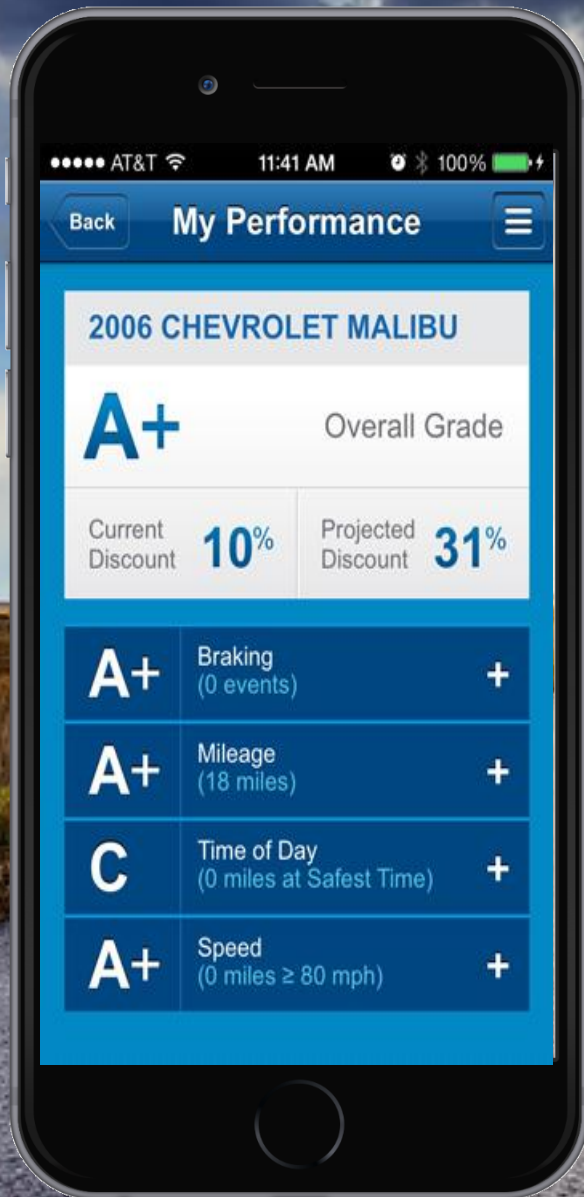 AT&T 11:41 AM 100%
Back My Performance
2006 CHEVROLET MALIBU
A+ Overall Grade
Current Discount 10% Projected Discount 31%
A+ Braking
(0 events) +
A+ Mileage
(18 miles) +
C Time of Day
(0 miles at Safest Time) +
A+ Speed
(0 miles ≥ 80 mph) +